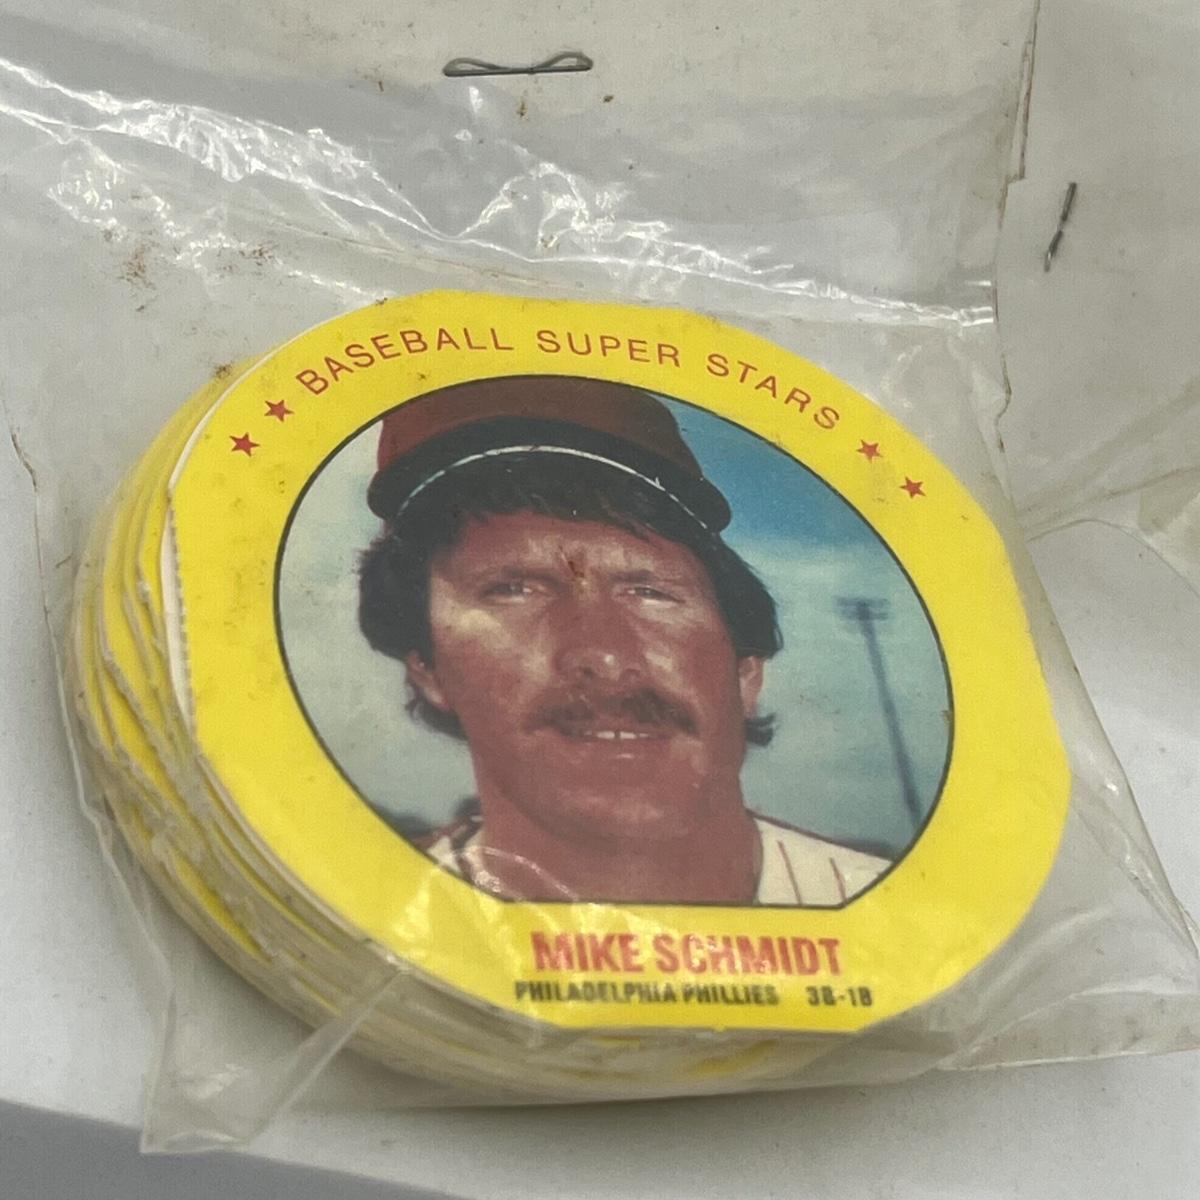 ★ ★ BASEBALL SUPER STARS ★ ★
MIKE SCHMIDT
PHILADELPHIA PHILLIES 3B-1B